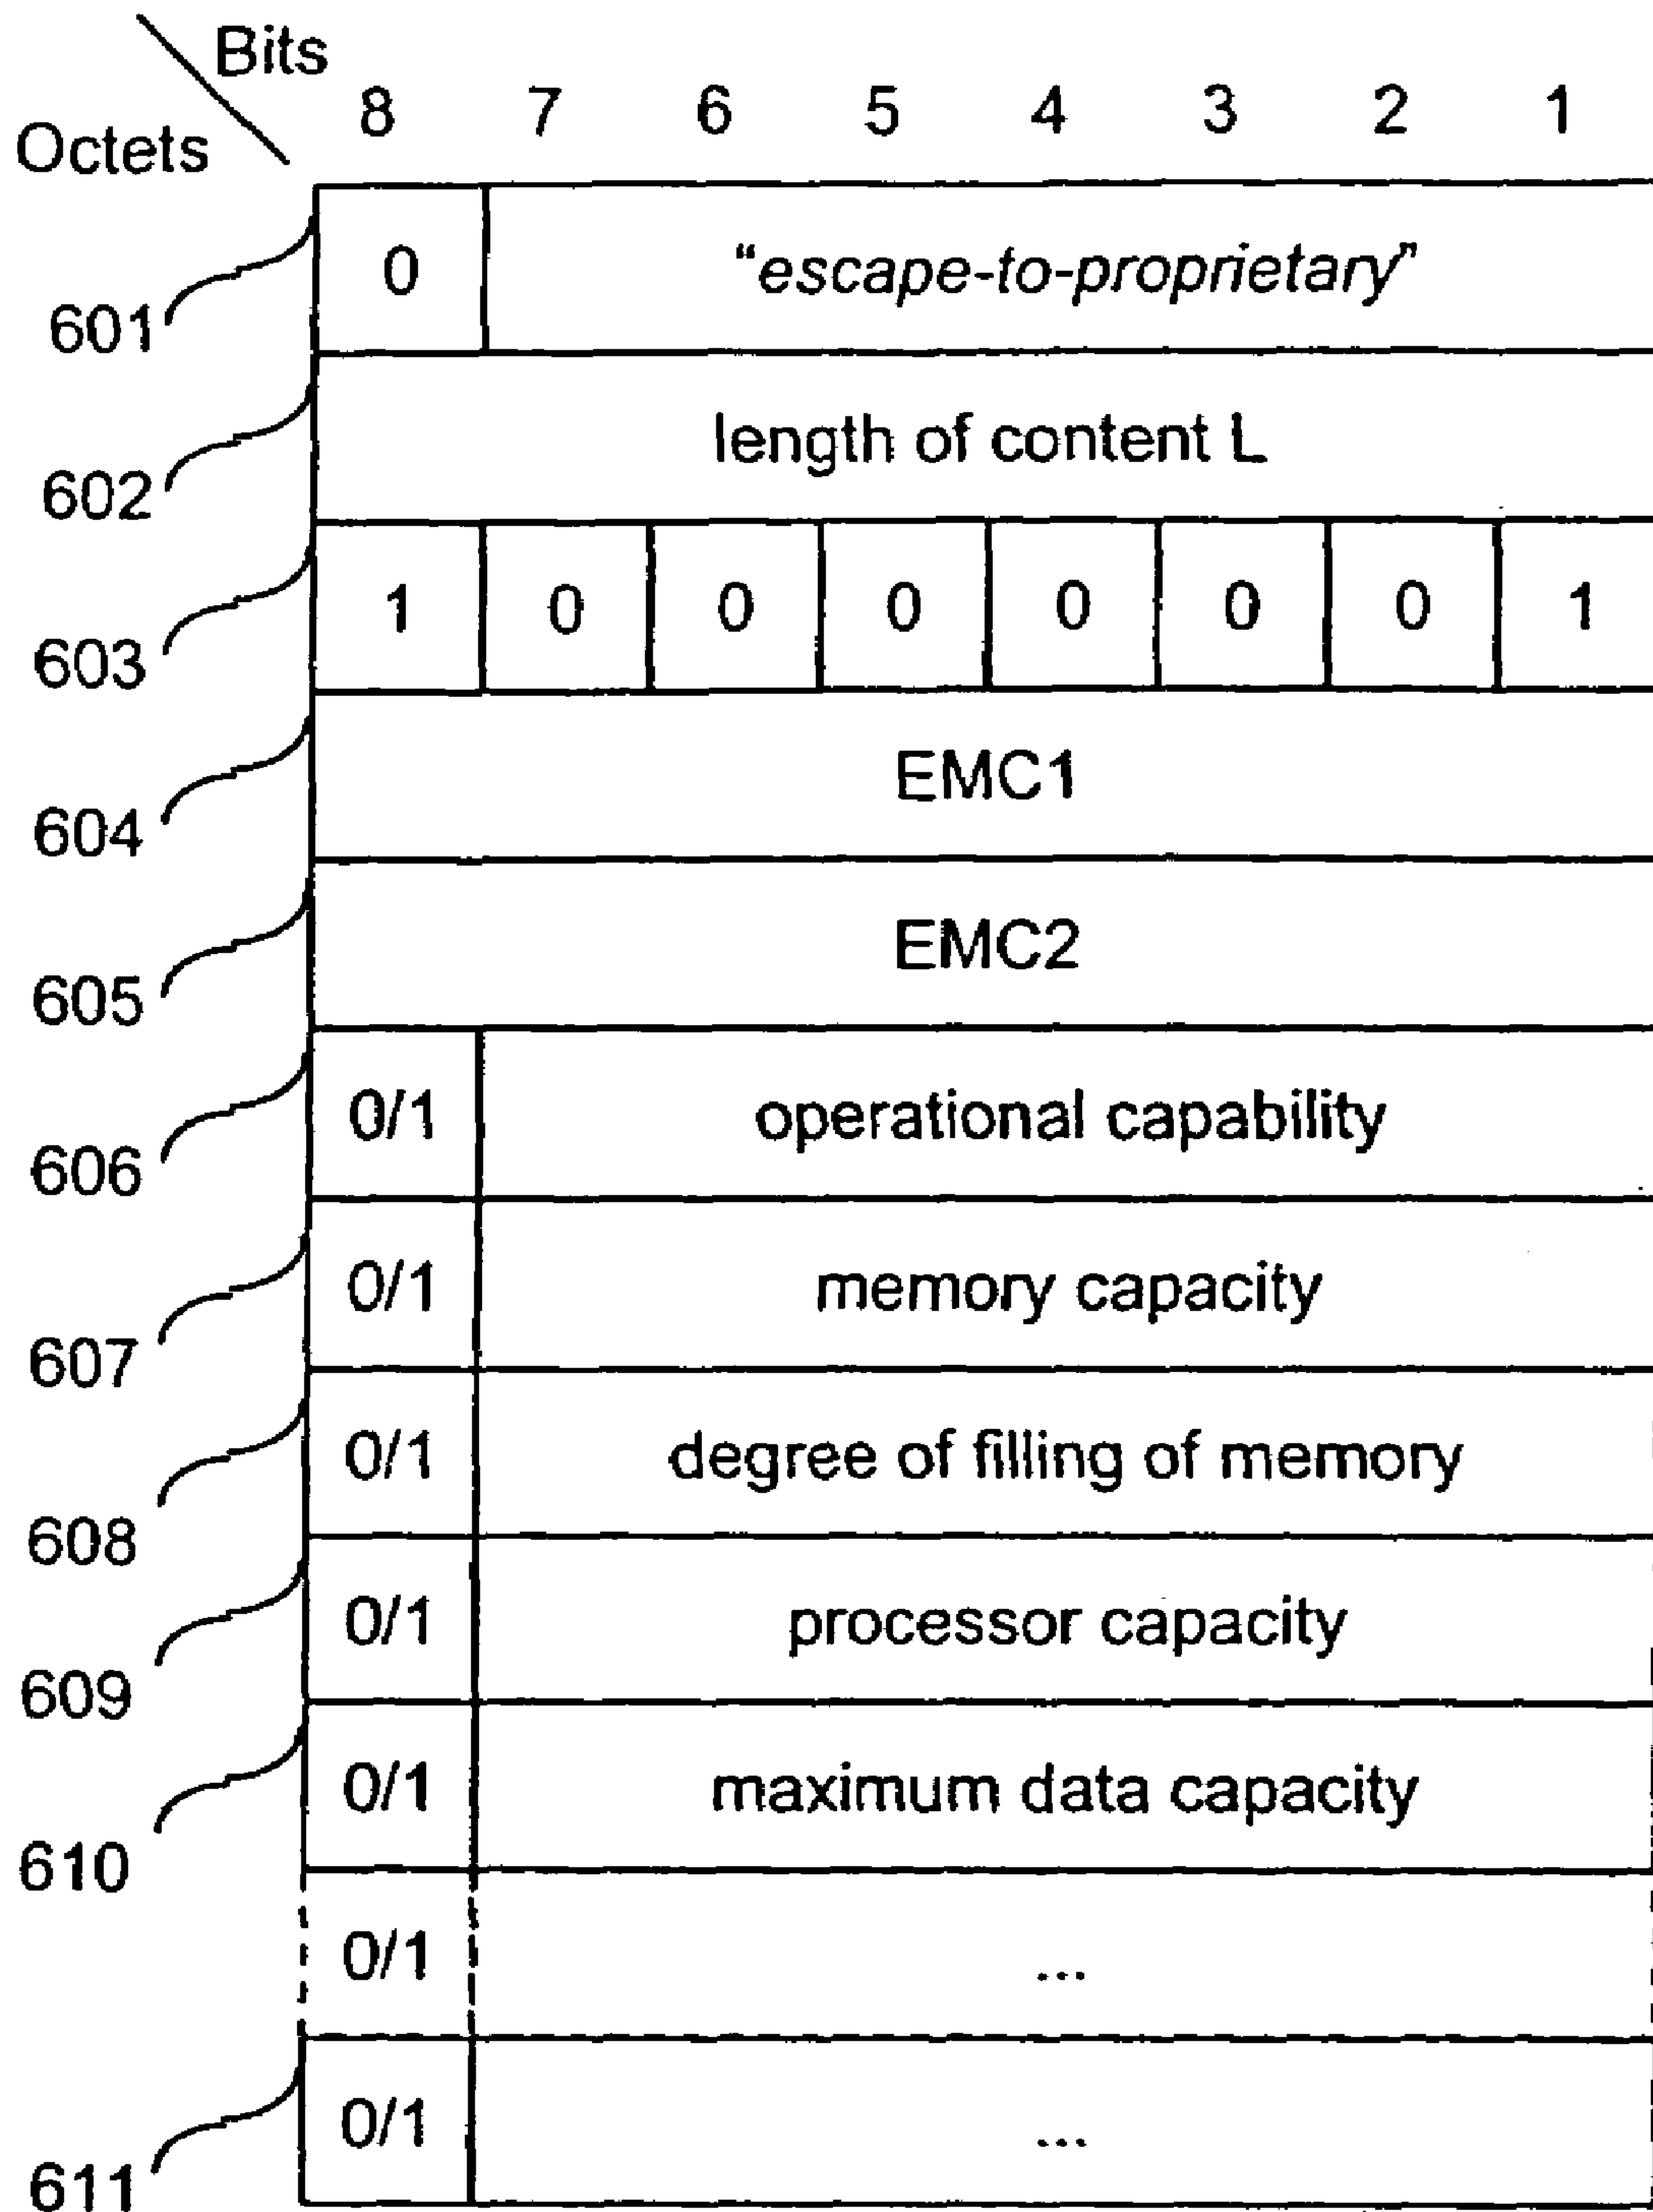 Bits
Octets 8 7 6 5 4 3 2 1
601 0 “escape-to-proprietary”
602 length of content L
603 1 0 0 0 0 0 0 1
604 EMC1
605 EMC2
606 0/1 operational capability
607 0/1 memory capacity
608 0/1 degree of filling of memory
609 0/1 processor capacity
610 0/1 maximum data capacity
0/1 ...
611 0/1 ...